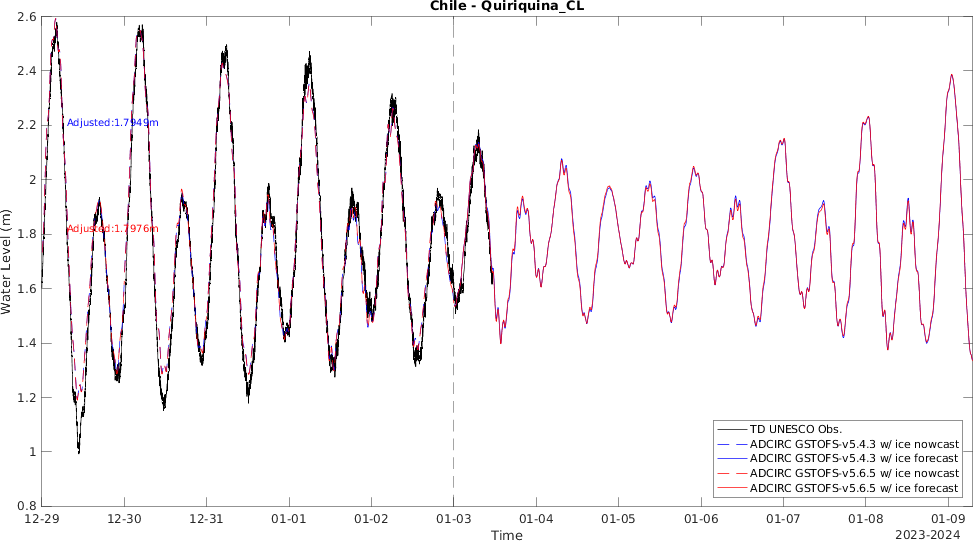 Chile - Quiriquina_CL
2.6
2.4
2.2
2
1.8
1.6
1.4
1.2
1
0.8
Water Level (m)
Adjusted:1.7949m
Adjusted:1.7976m
TD UNESCO Obs.
ADCIRC GSTOFS-v5.4.3 w/ ice nowcast
ADCIRC GSTOFS-v5.4.3 w/ ice forecast
ADCIRC GSTOFS-v5.6.5 w/ ice nowcast
ADCIRC GSTOFS-v5.6.5 w/ ice forecast
12-29 12-30 12-31 01-01 01-02 01-03 01-04 01-05 01-06 01-07 01-08 01-09
Time
2023-2024